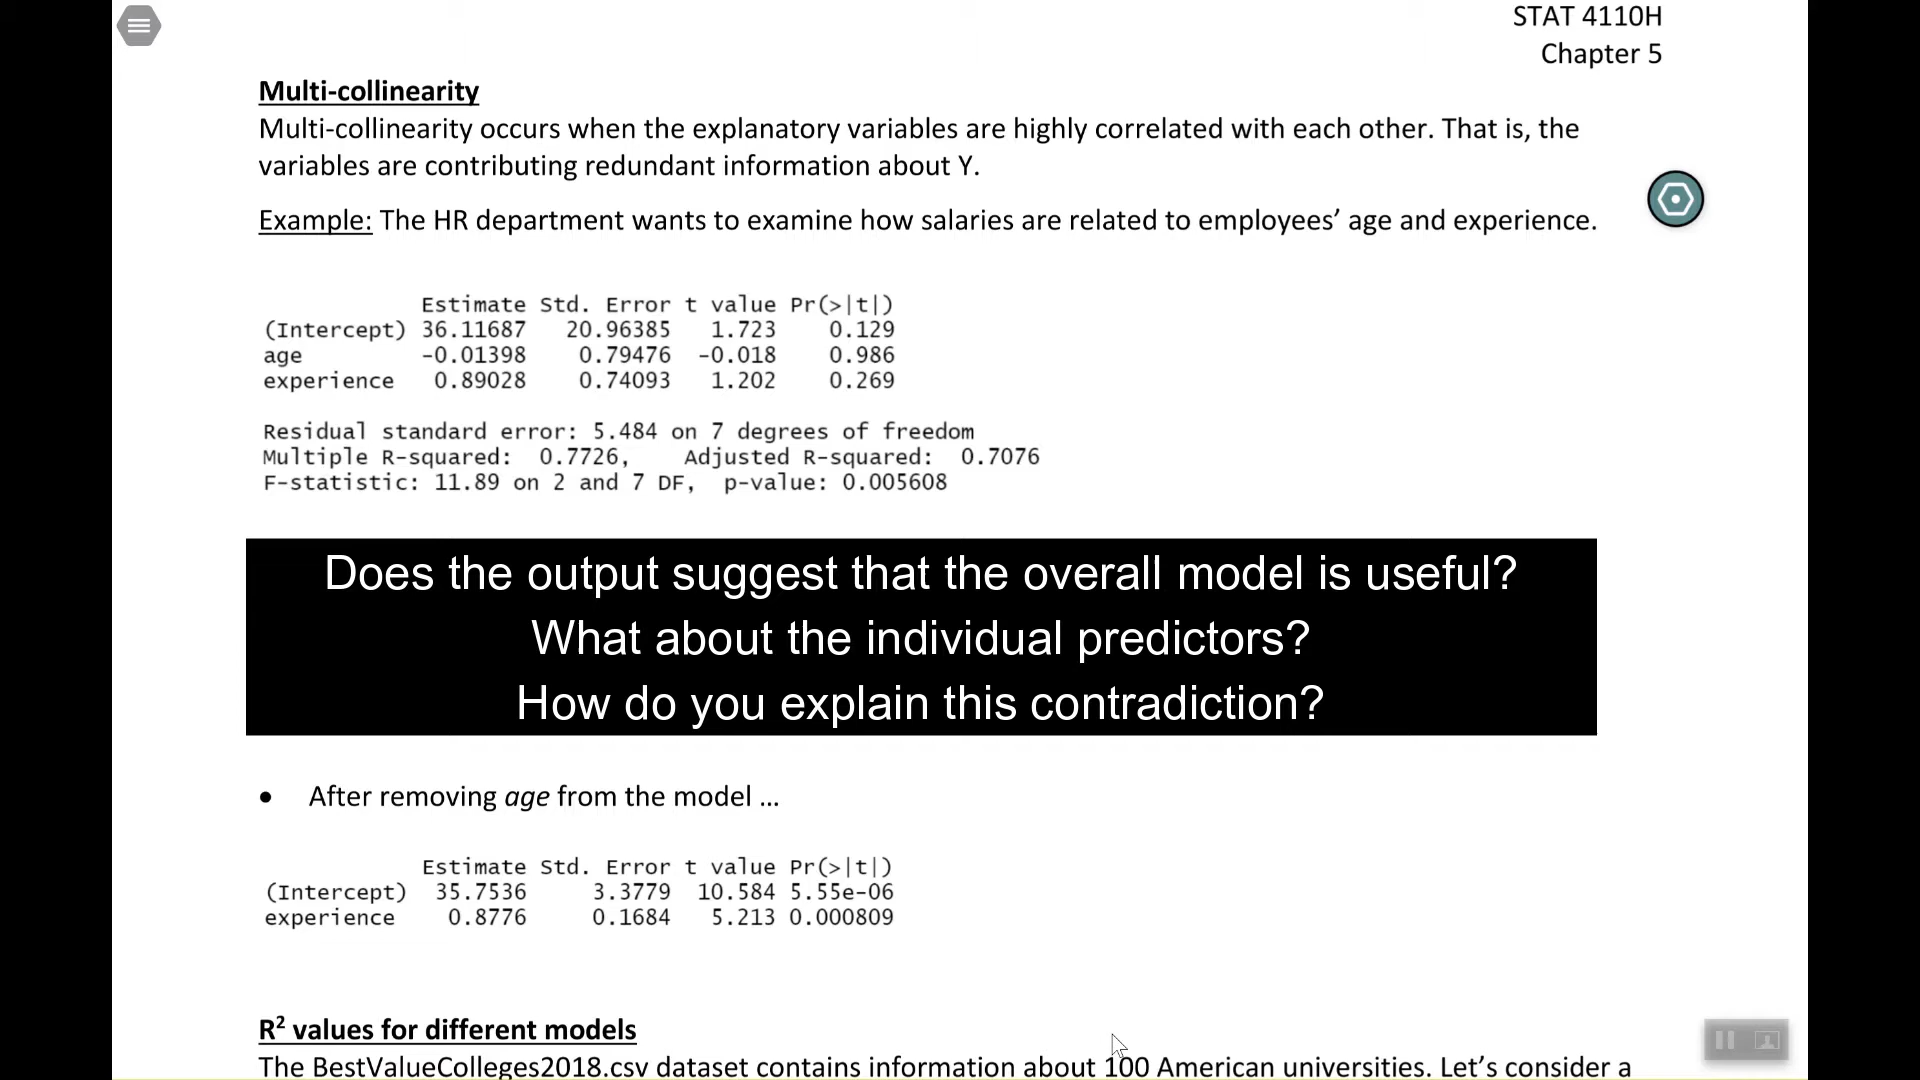 STAT 4110H
Chapter 5
Multi-collinearity
Multi-collinearity occurs when the explanatory variables are highly correlated with each other. That is, the
variables are contributing redundant information about Y.
Example: The HR department wants to examine how salaries are related to employees’ age and experience.
Estimate Std. Error t value Pr(>|t|)
(Intercept) 36.11687 20.96385 1.723 0.129
age -0.01398 0.79476 -0.018 0.986
experience 0.89028 0.74093 1.202 0.269
Residual standard error: 5.484 on 7 degrees of freedom
Multiple R-squared: 0.7726, Adjusted R-squared: 0.7076
F-statistic: 11.89 on 2 and 7 DF, p-value: 0.005608
Does the output suggest that the overall model is useful?
What about the individual predictors?
How do you explain this contradiction?
• After removing age from the model …
Estimate Std. Error t value Pr(>|t|)
(Intercept) 35.7536 3.3779 10.584 5.55e-06
experience 0.8776 0.1684 5.213 0.000809
R² values for different models
The BestValueColleges2018.csv dataset contains information about 100 American universities. Let’s consider a